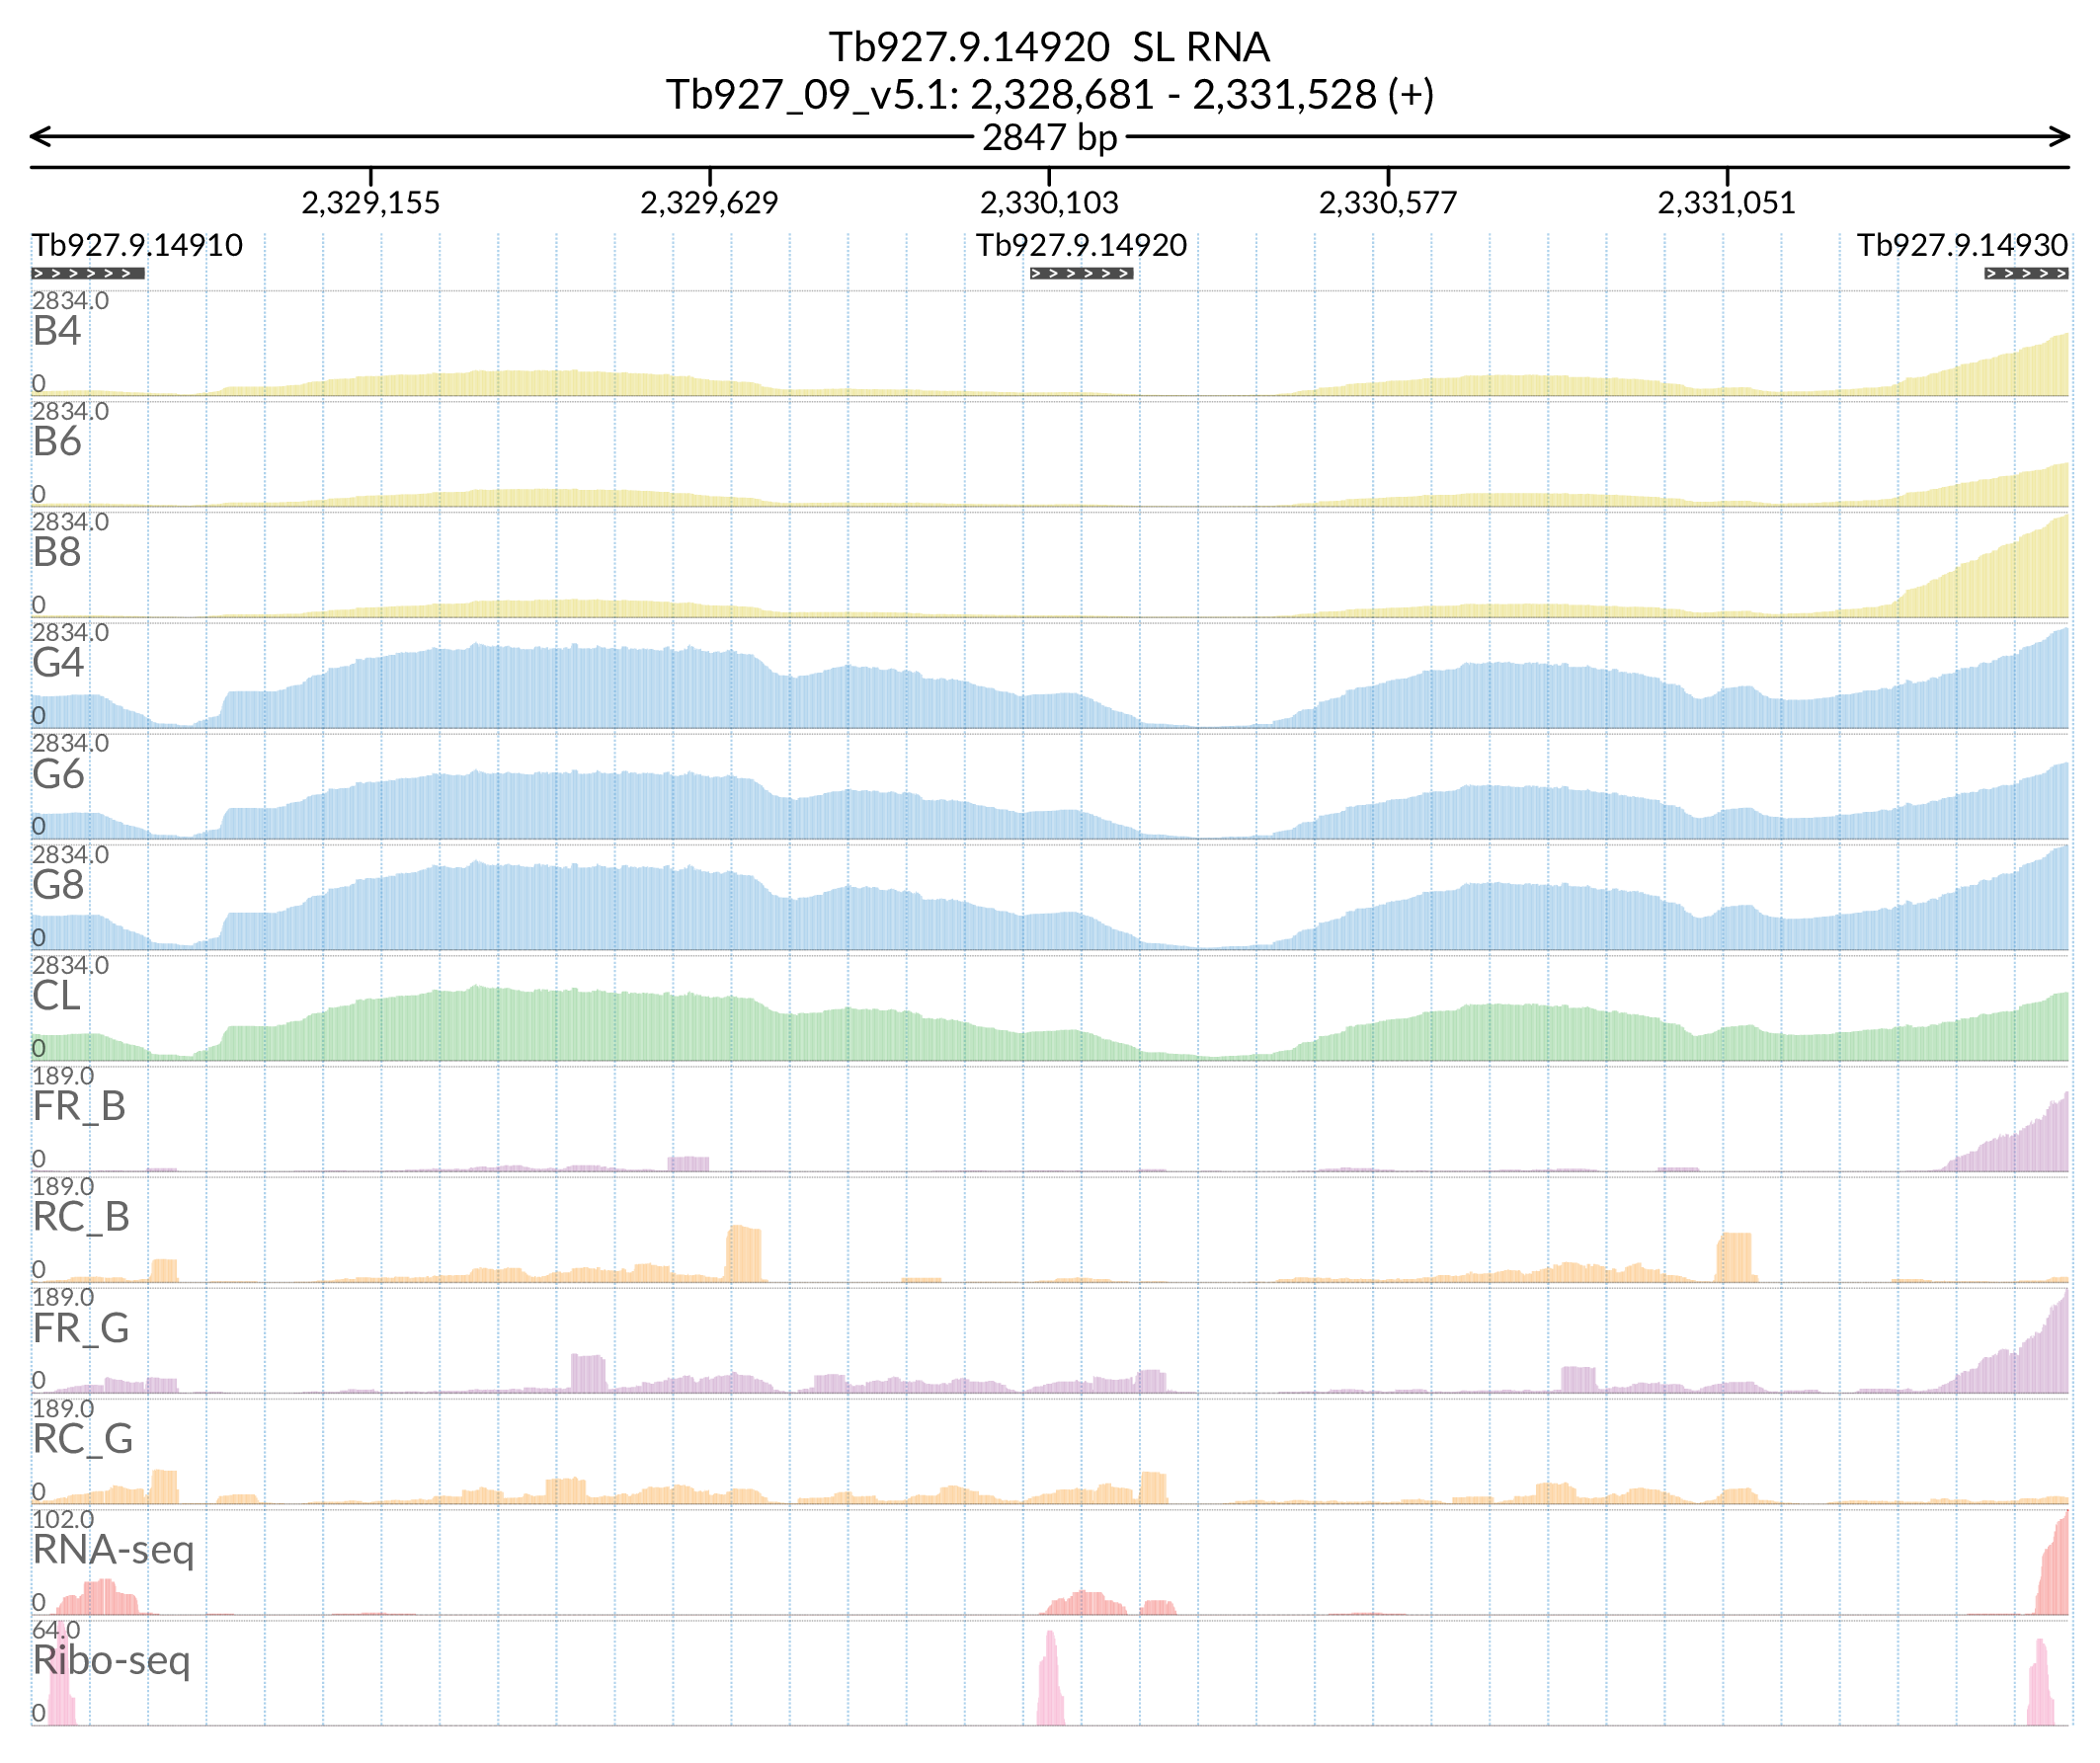 Tb927.9.14920 SL RNA
Tb927_09_v5.1: 2,328,681 - 2,331,528 (+)
2847 bp
2,329,155 2,329,629 2,330,103 2,330,577 2,331,051
Tb927.9.14910 Tb927.9.14920 Tb927.9.14930
2834.0
B4
0
2834.0
B6
0
2834.0
B8
0
2834.0
G4
0
2834.0
G6
0
2834.0
G8
0
2834.0
CL
0
189.0
FR_B
0
189.0
RC_B
0
189.0
FR_G
0
189.0
RC_G
0
102.0
RNA-seq
0
64.0
Ribo-seq
0